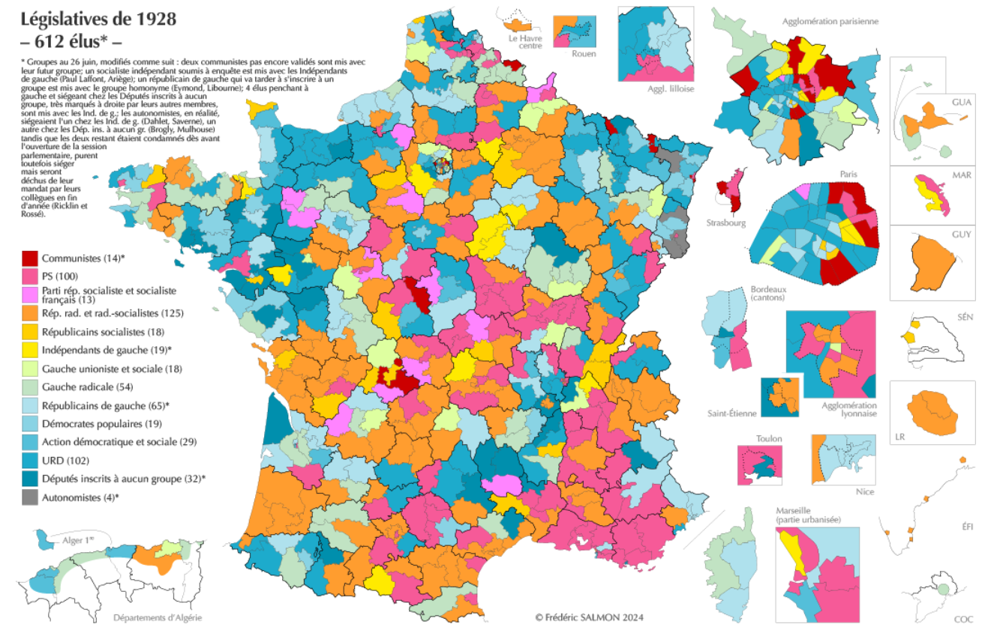 Législatives de 1928
– 612 élus* –
* Groupes au 26 juin, modifiés comme suit : deux communistes pas encore validés sont mis avec
leur futur groupe; un socialiste indépendant soumis à enquête est mis avec les Indépendants
de gauche (Paul Laffont, Ariège); un républicain de gauche qui va tarder à s'inscrire à un
groupe est mis avec le groupe homonyme (Eymond, Libourne); 4 élus penchant à
gauche et siégeant chez les Députés inscrits à aucun
groupe, très marqués à droite par leurs autres membres,
sont mis avec les Ind. de g.; les autonomistes, en réalité,
siégeaient l'un chez les Ind. de g. (Dahlet, Saverne), un
autre chez les Dép. ins. à aucun gr. (Brogly, Mulhouse)
tandis que les deux restant étaient condamnés dès avant
l'ouverture de la session
parlementaire, purent
toutefois siéger
mais seront
déchus de leur
mandat par leurs
collègues en fin
d'année (Ricklin et
Rossé).
Communistes (14)*
PS (100)
Parti rép. socialiste et socialiste
français (13)
Rép. rad. et rad.-socialistes (125)
Républicains socialistes (18)
Indépendants de gauche (19)*
Gauche unioniste et sociale (18)
Gauche radicale (54)
Républicains de gauche (65)*
Démocrates populaires (19)
Action démocratique et sociale (29)
URD (102)
Députés inscrits à aucun groupe (32)*
Autonomistes (4)*
Alger 1re
Départements d'Algérie
Le Havre
centre
Rouen
Aggl. lilloise
Agglomération parisienne
Strasbourg
Paris
Bordeaux
(cantons)
Saint-Étienne
Agglomération
lyonnaise
Toulon
Nice
Marseille
(partie urbanisée)
GUA
MAR
GUY
SÉN
LR
ÉFI
COC
© Frédéric SALMON 2024